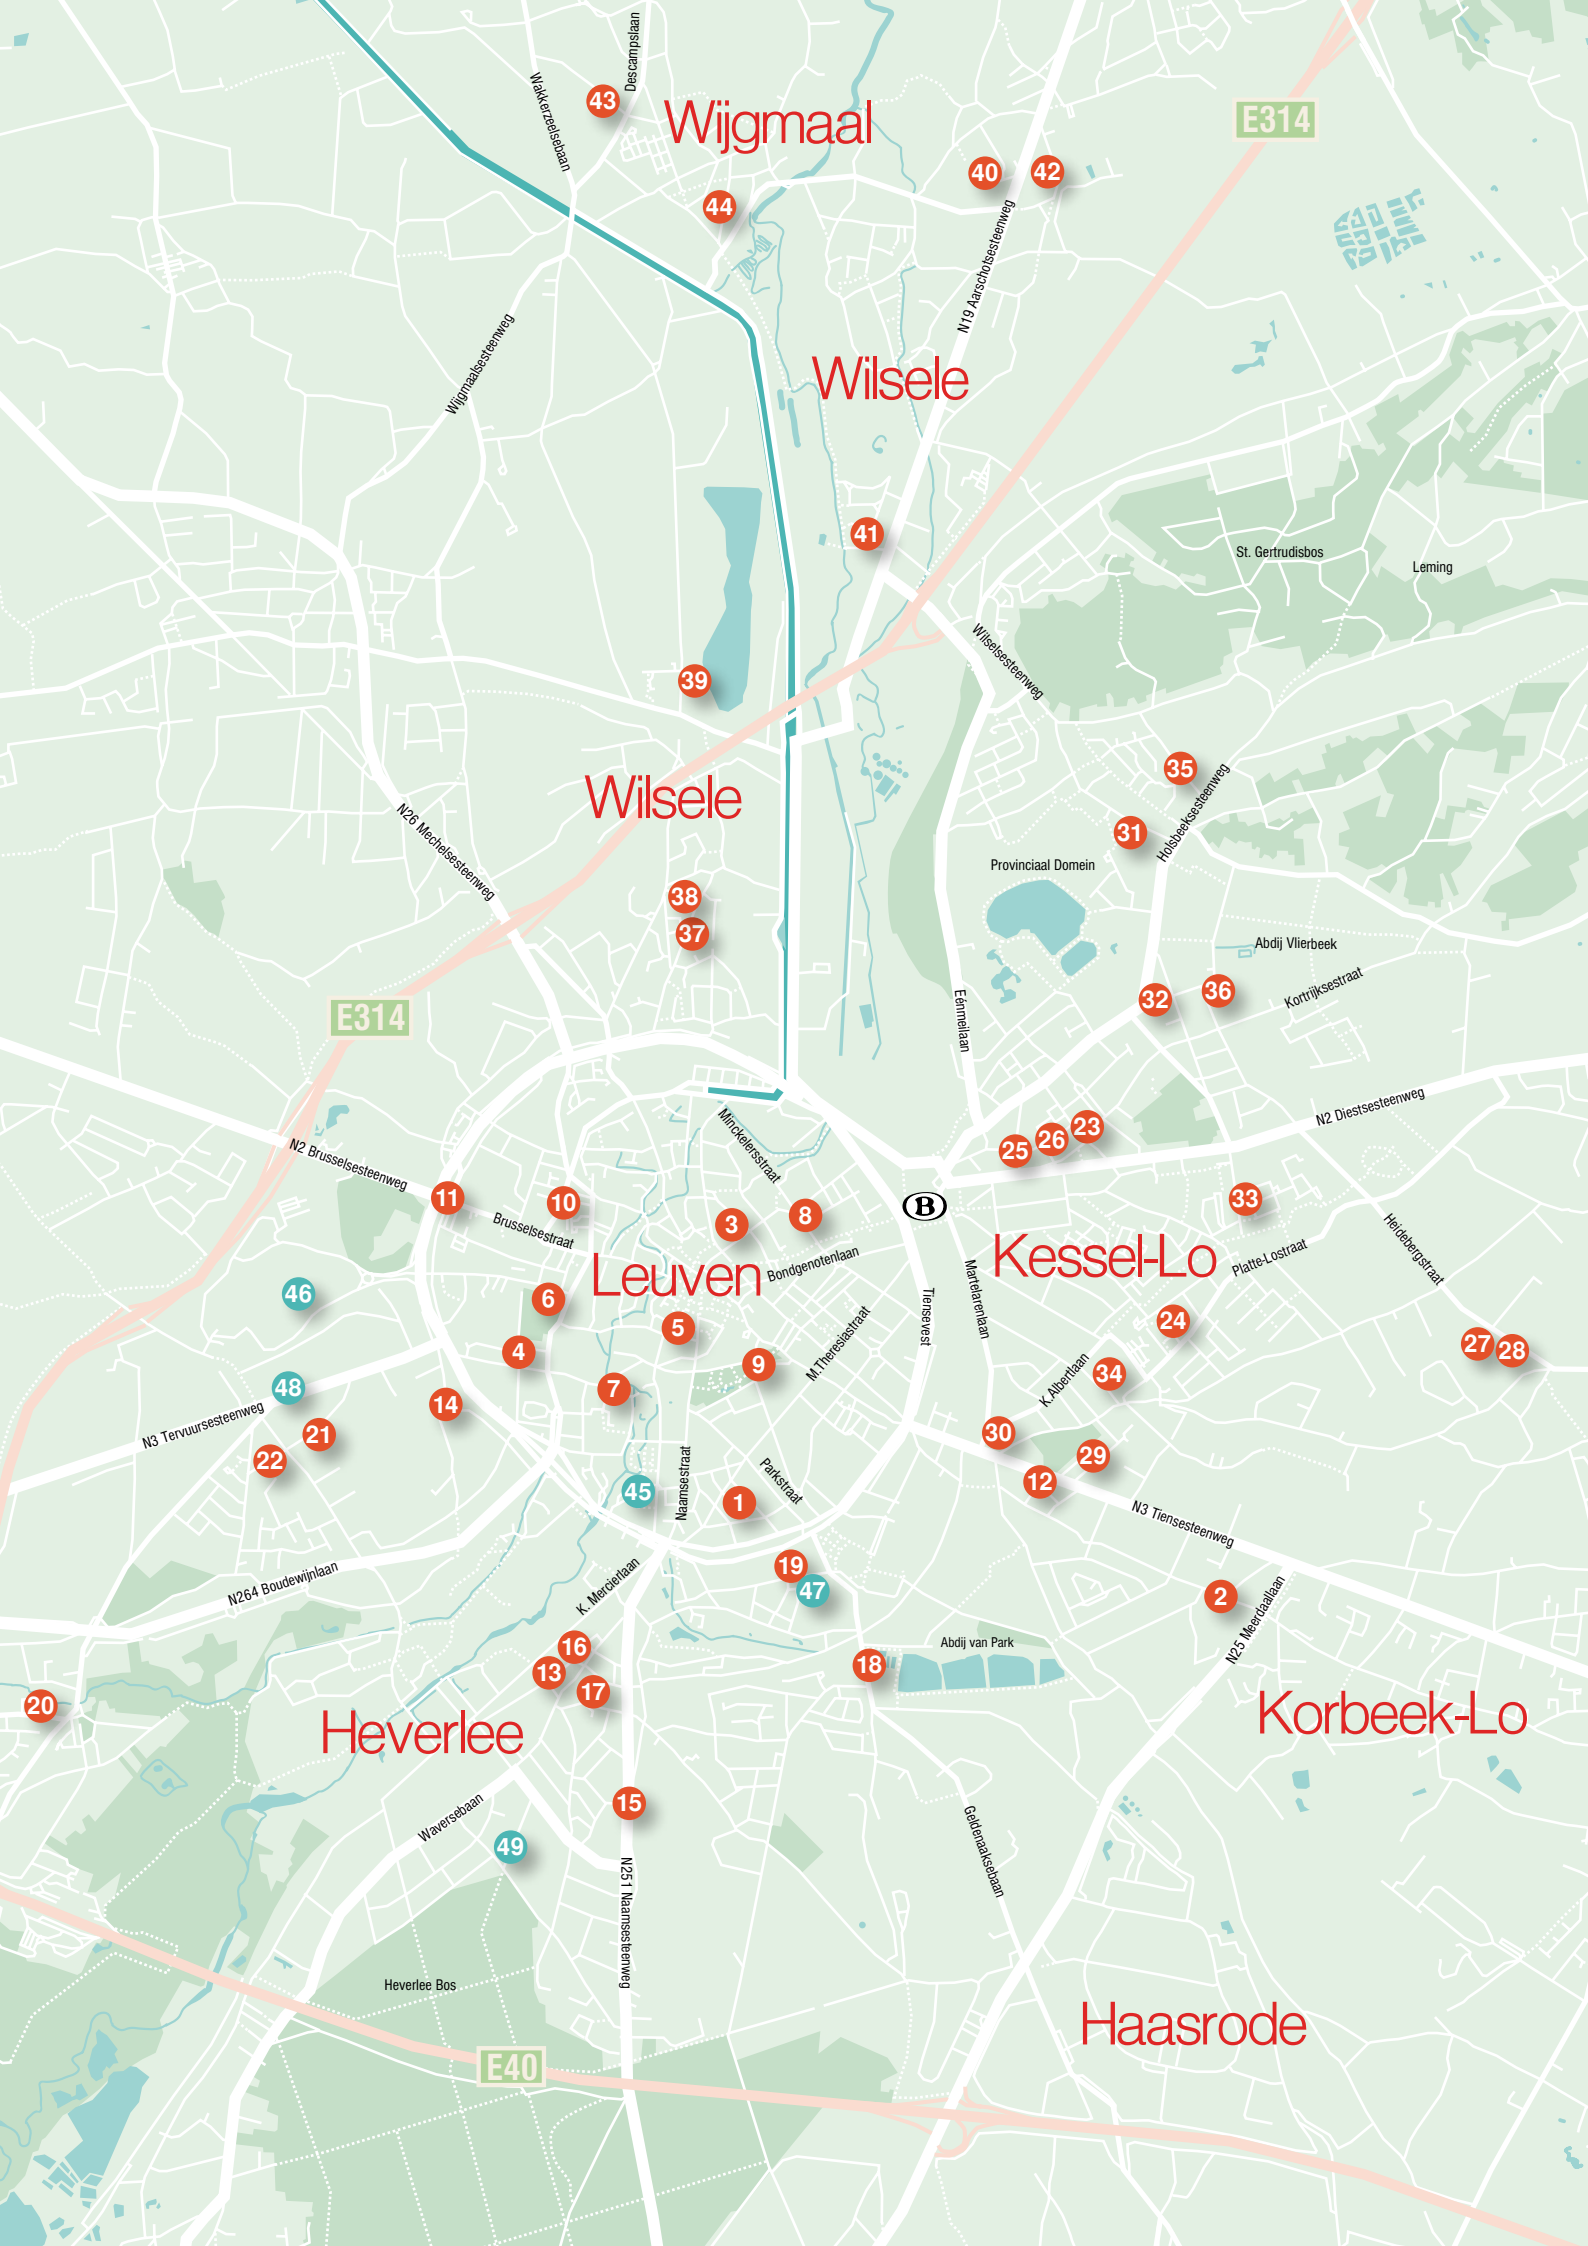 Descampslaan
Wakkerzeelsebaan
43
Wijgmaal
E314
40
42
44
N19 Aarschotsesteenweg
Wijgmaalsesteenweg
Wilsele
41
St. Gertrudisbos
Leming
Wilselsesteenweg
39
35
Wilsele
Holsbeeksesteenweg
31
N26 Mechelsesteenweg
Provinciaal Domein
38
37
Abdij Vlierbeek
36
32
Kortrijksestraat
E314
Eénmeilaan
N2 Diestsesteenweg
Minckelersstraat
23
26
25
N2 Brusselsesteenweg
11
10
33
B
8
3
Brusselsestraat
Heidebergstraat
Kessel-Lo
Platte-Lostraat
Bondgenotenlaan
Leuven
46
6
Martelarenlaan
Tiensevest
24
5
M.Theresiastraat
27
28
4
9
K.Albertlaan
34
48
7
14
N3 Tervuursesteenweg
21
30
22
29
Naamsestraat
Parkstraat
12
45
1
N3 Tiensesteenweg
19
47
N264 Boudewijnlaan
K. Mercierlaan
2
N25 Meerdaallaan
16
Abdij van Park
13
18
17
20
Korbeek-Lo
Heverlee
15
Waversebaan
49
Geldenaaksebaan
N251 Naamsesteenweg
Heverlee Bos
Haasrode
E40